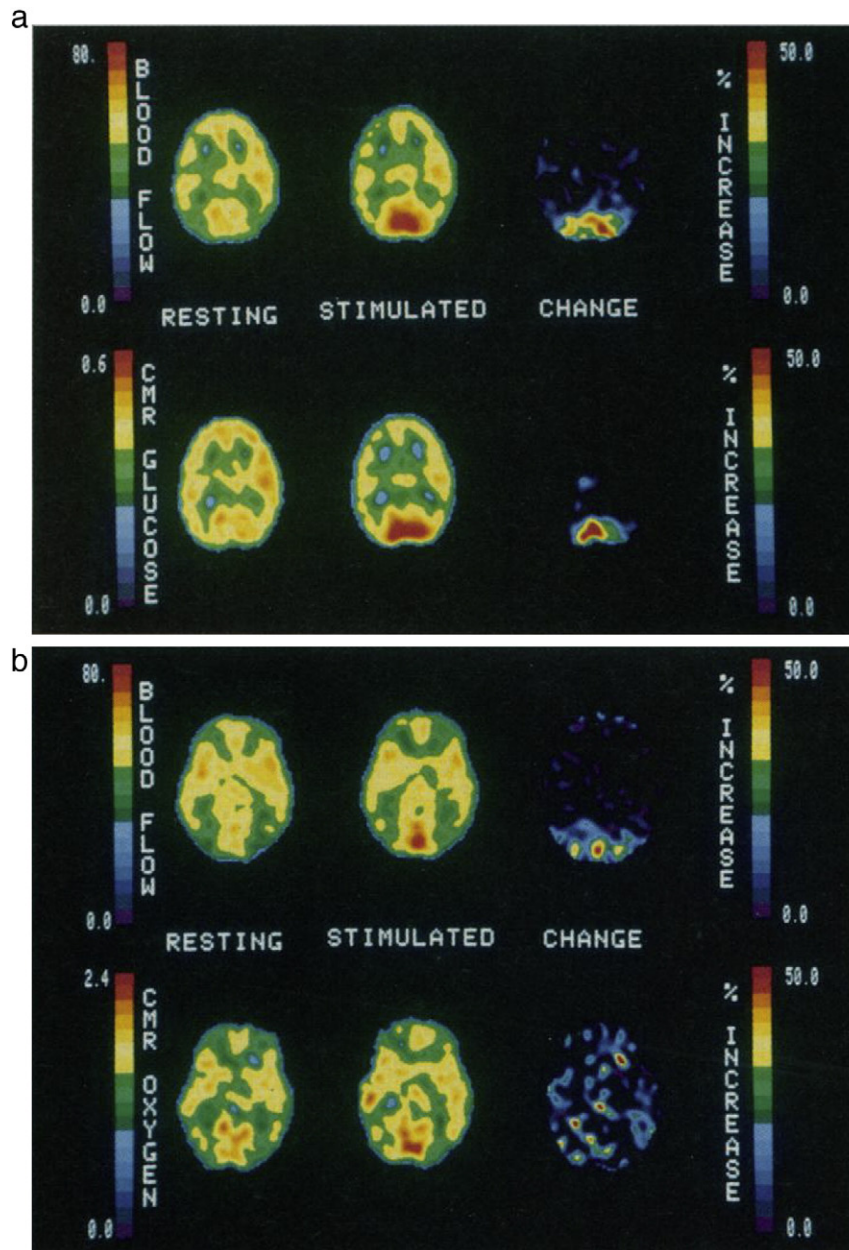 a
80.
BLOOD FLOW
0.0
50.0
% INCREASE
0.0
RESTING STIMULATED CHANGE
0.6
CMR GLUCOSE
0.0
50.0
% INCREASE
0.0
b
80.
BLOOD FLOW
0.0
50.0
% INCREASE
0.0
RESTING STIMULATED CHANGE
2.4
CMR OXYGEN
0.0
50.0
% INCREASE
0.0